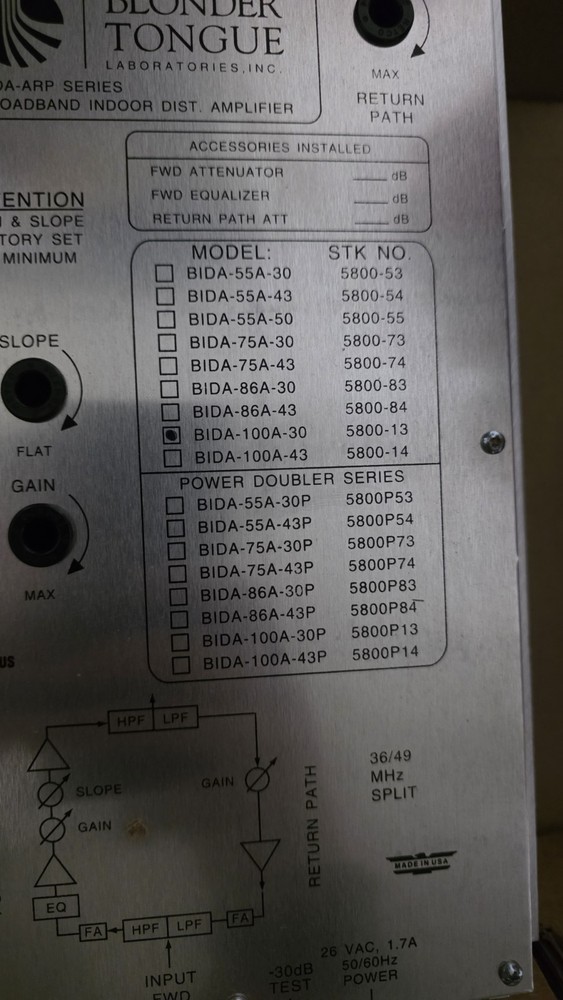 BLONDER
TONGUE
LABORATORIES, INC.
DA-ARP SERIES
OADBAND INDOOR DIST. AMPLIFIER
MAX
RETURN
PATH
ACCESSORIES INSTALLED
FWD ATTENUATOR ___ dB
FWD EQUALIZER ___ dB
RETURN PATH ATT ___ dB
ENTION
& SLOPE
TORY SET
MINIMUM
SLOPE
FLAT
GAIN
MAX
US
MODEL: STK NO.
BIDA-55A-30 5800-53
BIDA-55A-43 5800-54
BIDA-55A-50 5800-55
BIDA-75A-30 5800-73
BIDA-75A-43 5800-74
BIDA-86A-30 5800-83
BIDA-86A-43 5800-84
BIDA-100A-30 5800-13
BIDA-100A-43 5800-14
POWER DOUBLER SERIES
BIDA-55A-30P 5800P53
BIDA-55A-43P 5800P54
BIDA-75A-30P 5800P73
BIDA-75A-43P 5800P74
BIDA-86A-30P 5800P83
BIDA-86A-43P 5800P84
BIDA-100A-30P 5800P13
BIDA-100A-43P 5800P14
HPF LPF
SLOPE
GAIN
GAIN
RETURN PATH
36/49
MHz
SPLIT
MADE IN USA
EQ
FA
HPF LPF
FA
INPUT
FWD
-30dB
TEST
26 VAC, 1.7A
50/60Hz
POWER